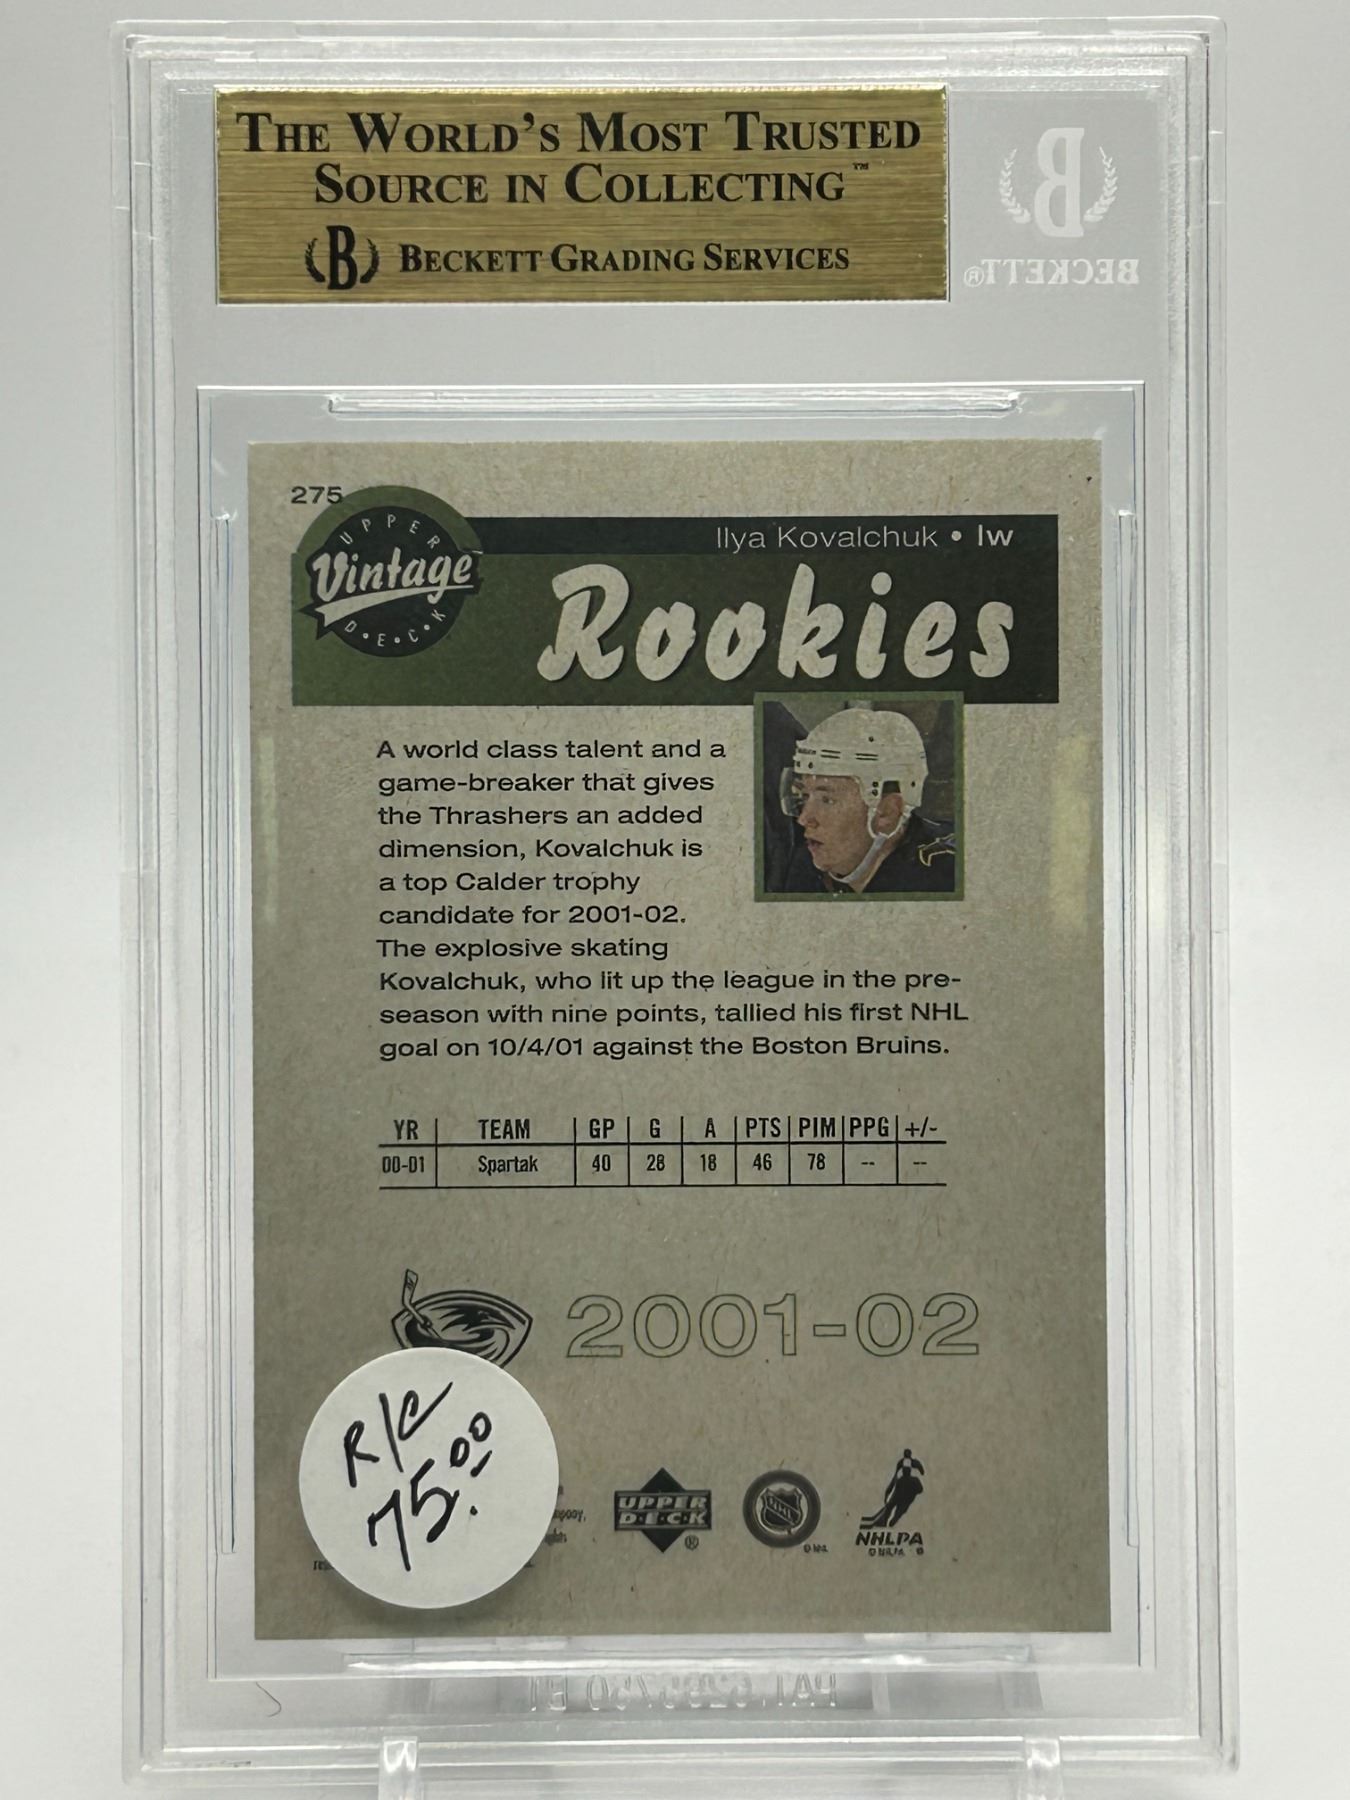 THE WORLD'S MOST TRUSTED
SOURCE IN COLLECTING™
B BECKETT GRADING SERVICES
B
BECKETT®
275
UPPER
Vintage
D•E•C•K
Ilya Kovalchuk • lw
Rookies
A world class talent and a
game-breaker that gives
the Thrashers an added
dimension, Kovalchuk is
a top Calder trophy
candidate for 2001-02.
The explosive skating
Kovalchuk, who lit up the league in the pre-
season with nine points, tallied his first NHL
goal on 10/4/01 against the Boston Bruins.
YR TEAM GP G A PTS PIM PPG +/-
00-01 Spartak 40 28 18 46 78 -- --
2001-02
R/C
75.00
UPPER
D•E•C•K
®
NHL
NHLPA